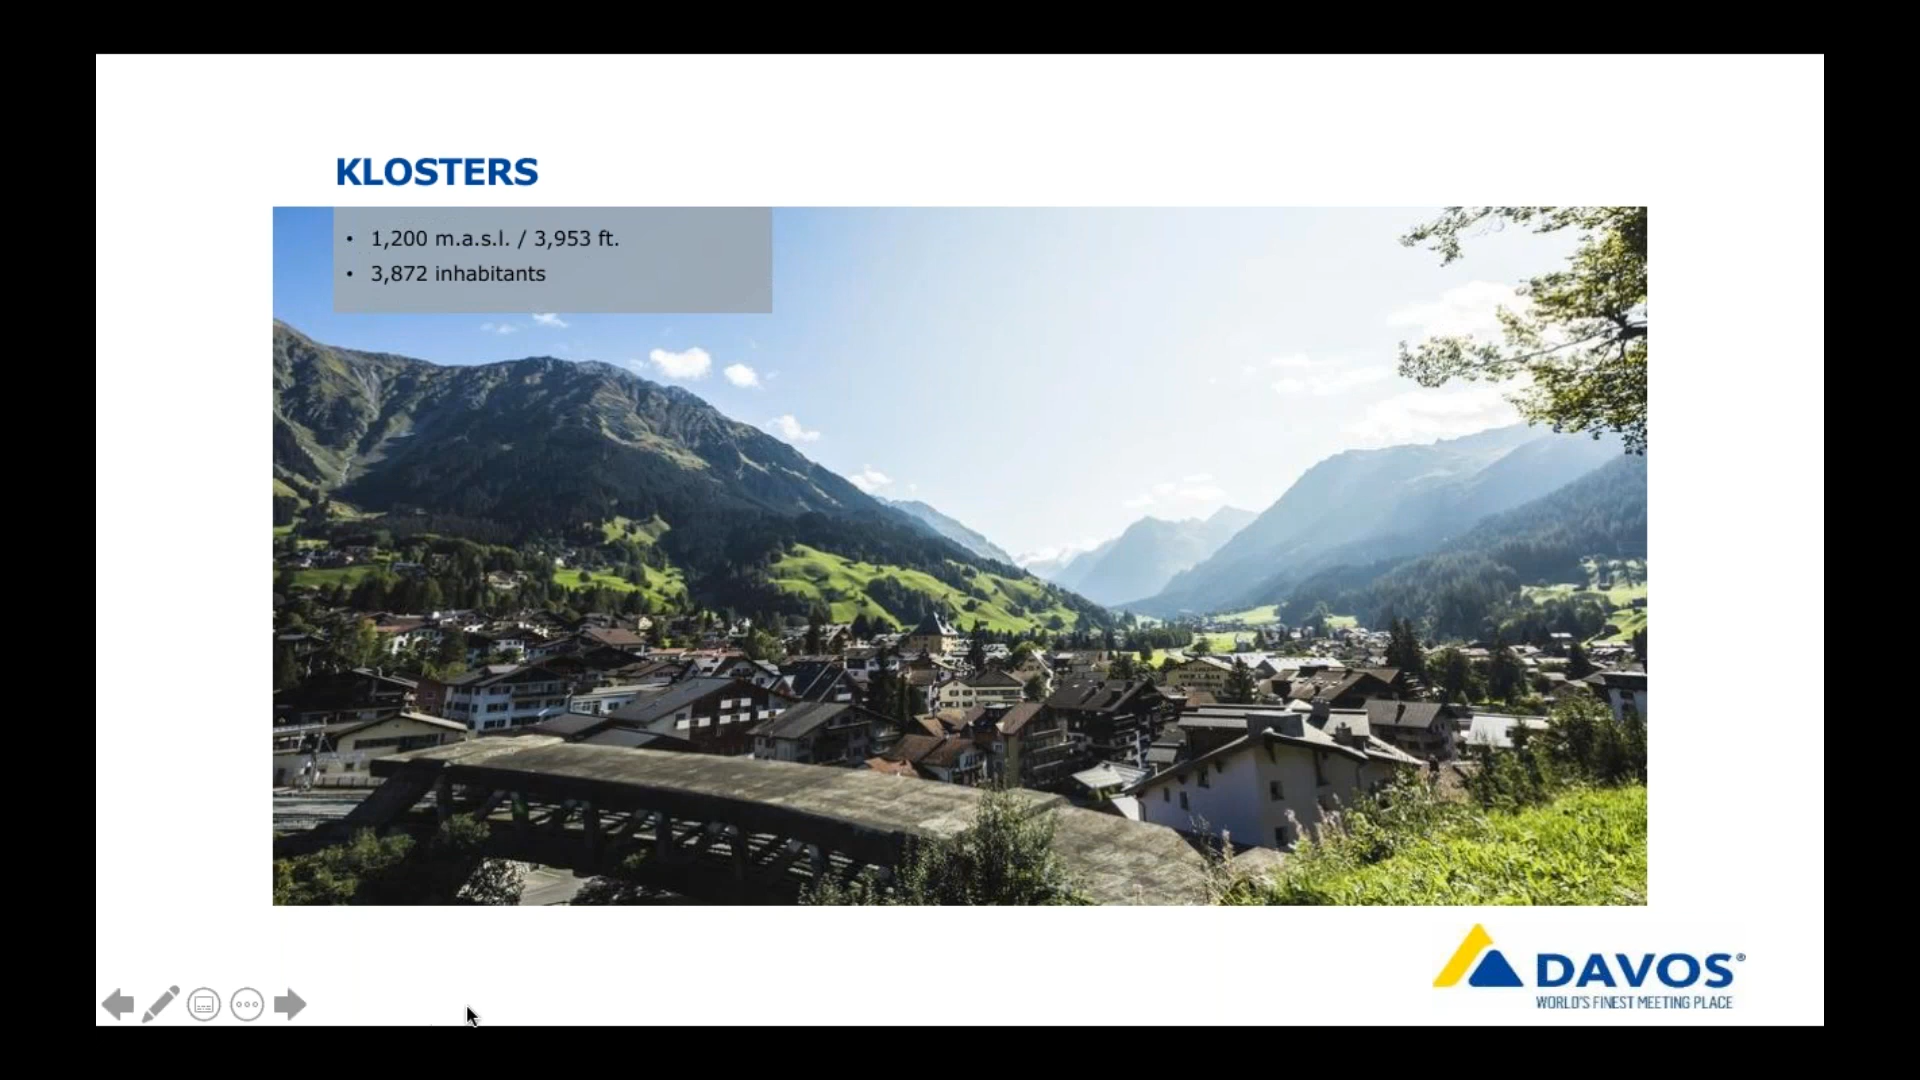 KLOSTERS
• 1,200 m.a.s.l. / 3,953 ft.
• 3,872 inhabitants
DAVOS®
WORLD'S FINEST MEETING PLACE